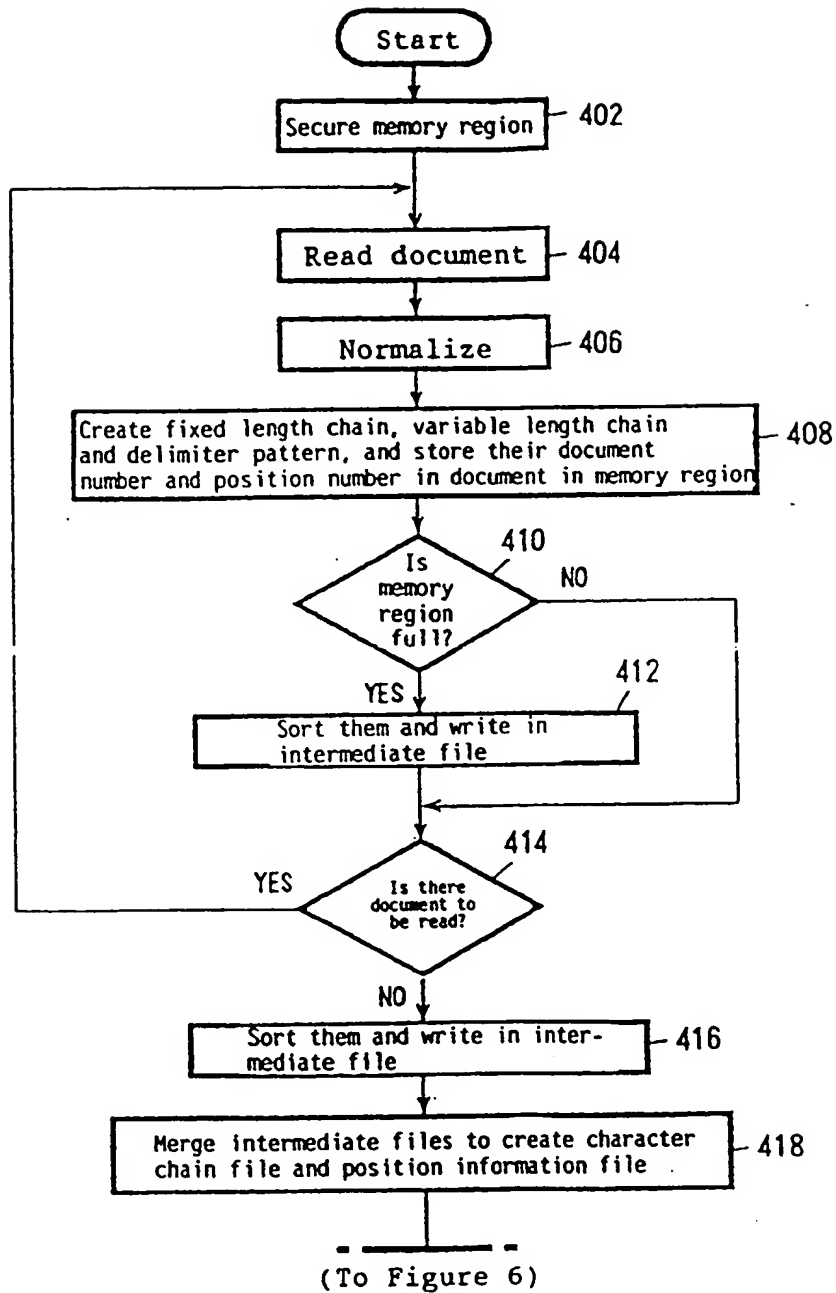 Start
Secure memory region
402
Read document
404
Normalize
406
Create fixed length chain, variable length chain
and delimiter pattern, and store their document
number and position number in document in memory region
408
410
Is
memory
region
full?
NO
YES
412
Sort them and write in
intermediate file
414
YES
Is there
document to
be read?
NO
Sort them and write in inter-
mediate file
416
Merge intermediate files to create character
chain file and position information file
418
(To Figure 6)